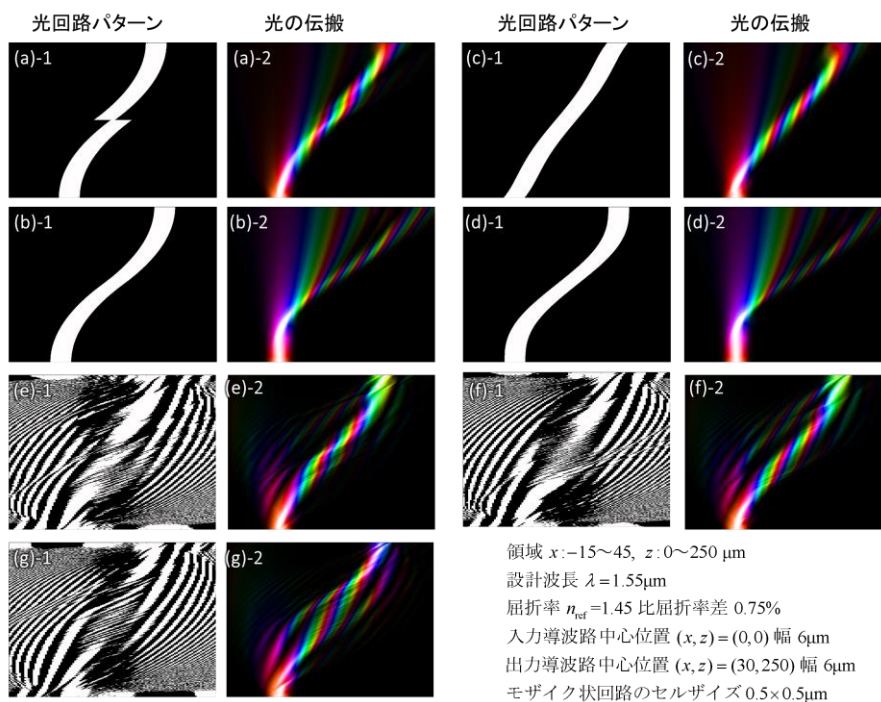 光回路パターン
光の伝搬
光回路パターン
光の伝搬
(a)-1
(a)-2
(c)-1
(c)-2
(b)-1
(b)-2
(d)-1
(d)-2
(e)-1
(e)-2
(f)-1
(f)-2
(g)-1
(g)-2
領域 x:−15～45, z:0～250 μm
設計波長 λ=1.55μm
屈折率 n_ref=1.45 比屈折率差 0.75%
入力導波路中心位置 (x,z)=(0,0) 幅 6μm
出力導波路中心位置 (x,z)=(30,250) 幅 6μm
モザイク状回路のセルザイズ 0.5×0.5μm